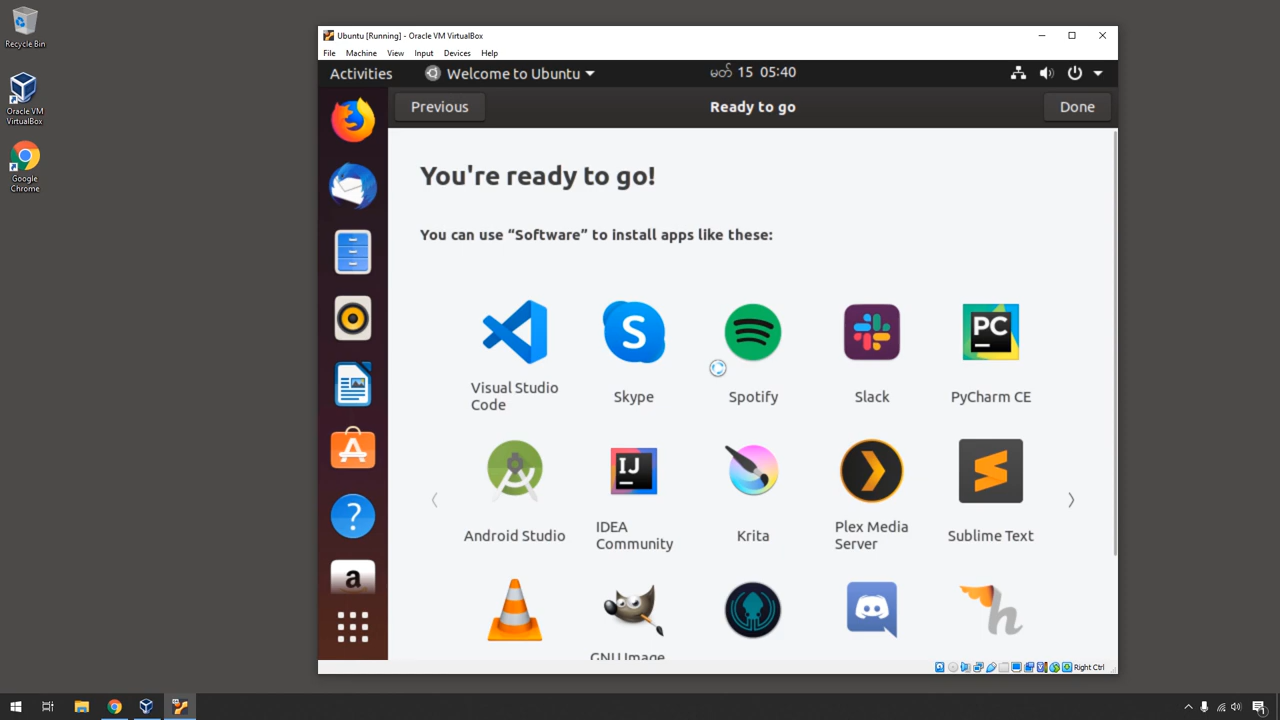 Ubuntu [Running] - Oracle VM VirtualBox
File Machine View Input Devices Help
Recycle Bin
Oracle VM
VirtualBox
Google
Chrome
Activities Welcome to Ubuntu မတ် 15 05:40
Previous Ready to go Done
You're ready to go!
You can use “Software” to install apps like these:
S
PC
Visual Studio
Code
Skype
Spotify
Slack
PyCharm CE
IJ
Android Studio
IDEA
Community
Krita
Plex Media
Server
Sublime Text
?
a
h
GNU Image
Right Ctrl
1